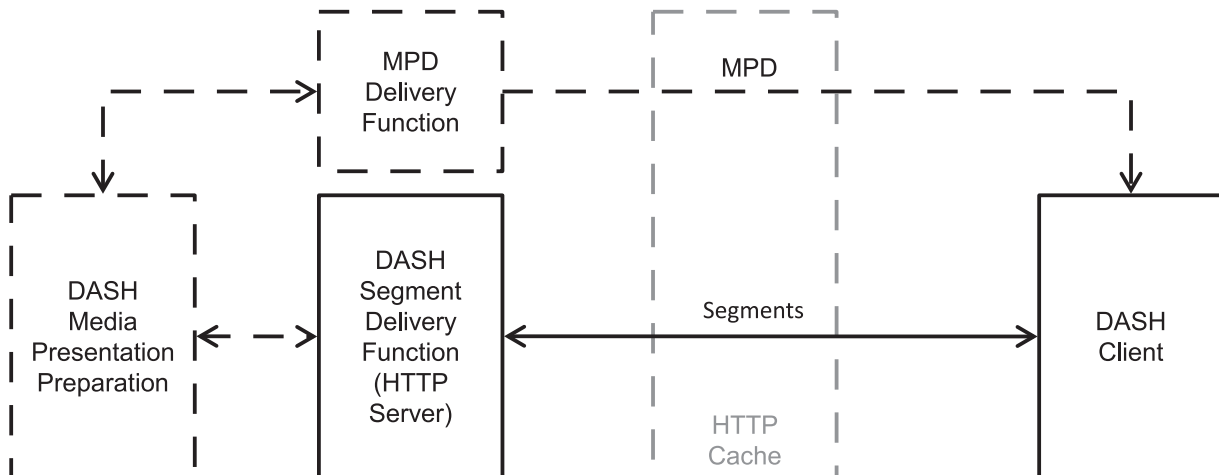 MPD
Delivery
Function
MPD
DASH
Media
Presentation
Preparation
DASH
Segment
Delivery
Function
(HTTP
Server)
Segments
HTTP
Cache
DASH
Client